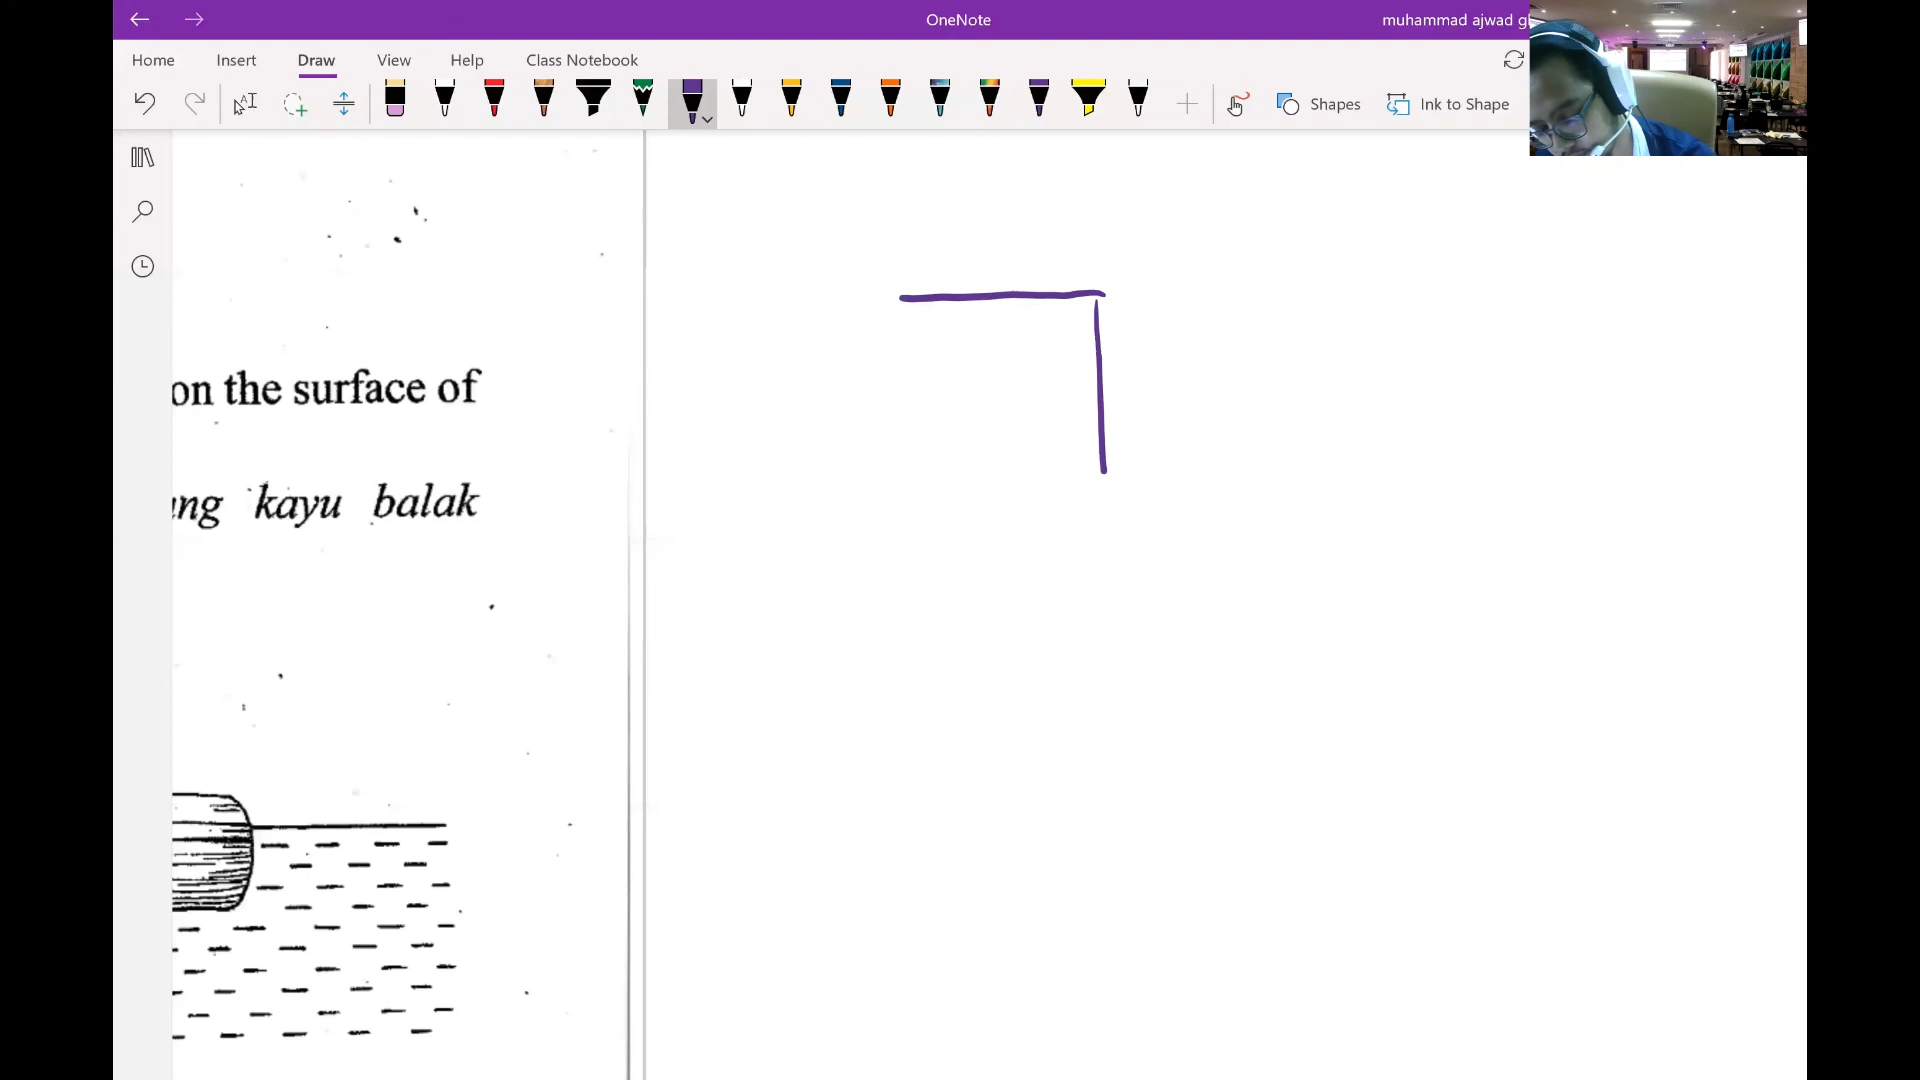 OneNote
muhammad ajwad g
Home Insert Draw View Help Class Notebook
Shapes Ink to Shape
on the surface of
ng kayu balak